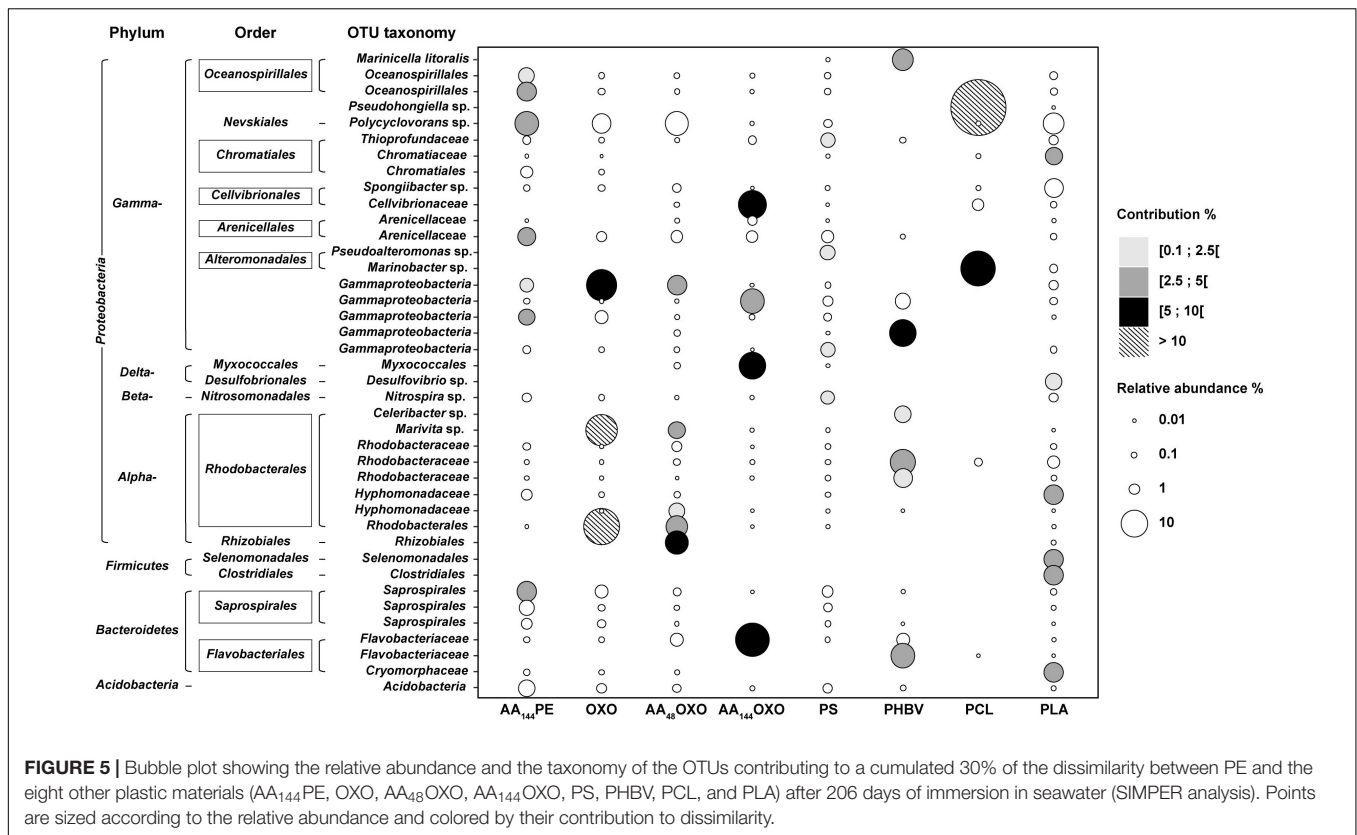 Phylum Order OTU taxonomy
Marinicella litoralis
Oceanospirillales Oceanospirillales
Oceanospirillales
Pseudohongiella sp.
Nevskiales Polycyclovorans sp.
Thioprofundaceae
Chromatiales Chromatiaceae
Chromatiales
Spongiibacter sp.
Gamma- Cellvibrionales Cellvibrionaceae
Arenicellaceae
Arenicellales Arenicellaceae
Pseudoalteromonas sp.
Alteromonadales Marinobacter sp.
Proteobacteria
Gammaproteobacteria
Gammaproteobacteria
Gammaproteobacteria
Gammaproteobacteria
Gammaproteobacteria
Delta- Myxococcales Myxococcales
Desulfobrionales Desulfovibrio sp.
Beta- Nitrosomonadales Nitrospira sp.
Celeribacter sp.
Marivita sp.
Rhodobacteraceae
Alpha- Rhodobacterales Rhodobacteraceae
Rhodobacteraceae
Hyphomonadaceae
Hyphomonadaceae
Rhodobacterales
Rhizobiales Rhizobiales
Firmicutes Selenomonadales Selenomonadales
Clostridiales Clostridiales
Saprospirales
Saprospirales Saprospirales
Saprospirales
Bacteroidetes
Flavobacteriaceae
Flavobacteriales Flavobacteriaceae
Cryomorphaceae
Acidobacteria Acidobacteria
AA144PE OXO AA48OXO AA144OXO PS PHBV PCL PLA
Contribution %
[0.1 ; 2.5[
[2.5 ; 5[
[5 ; 10[
> 10
Relative abundance %
0.01
0.1
1
10
FIGURE 5 | Bubble plot showing the relative abundance and the taxonomy of the OTUs contributing to a cumulated 30% of the dissimilarity between PE and the
eight other plastic materials (AA144PE, OXO, AA48OXO, AA144OXO, PS, PHBV, PCL, and PLA) after 206 days of immersion in seawater (SIMPER analysis). Points
are sized according to the relative abundance and colored by their contribution to dissimilarity.